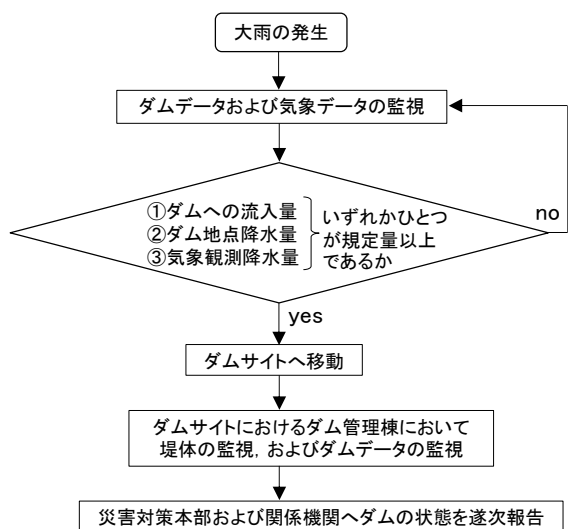 大雨の発生
ダムデータおよび気象データの監視
①ダムへの流入量
②ダム地点降水量
③気象観測降水量
いずれかひとつ
が規定量以上
であるか
no
yes
ダムサイトへ移動
ダムサイトにおけるダム管理棟において
堤体の監視，およびダムデータの監視
災害対策本部および関係機関へダムの状態を遂次報告